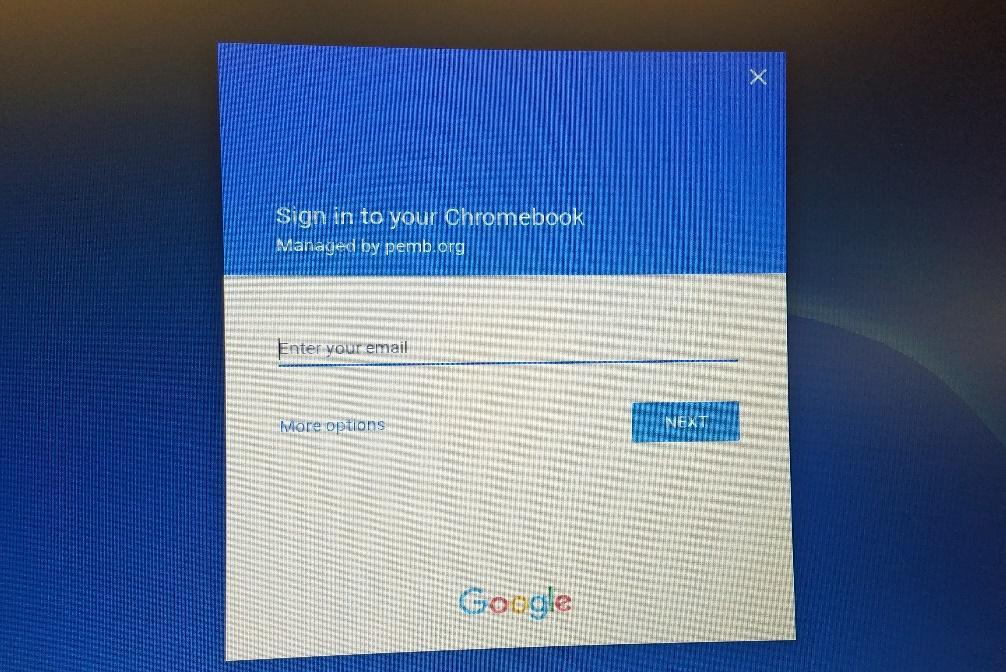 Sign in to your Chromebook
Managed by pemb.org
Enter your email
More options
NEXT
Google